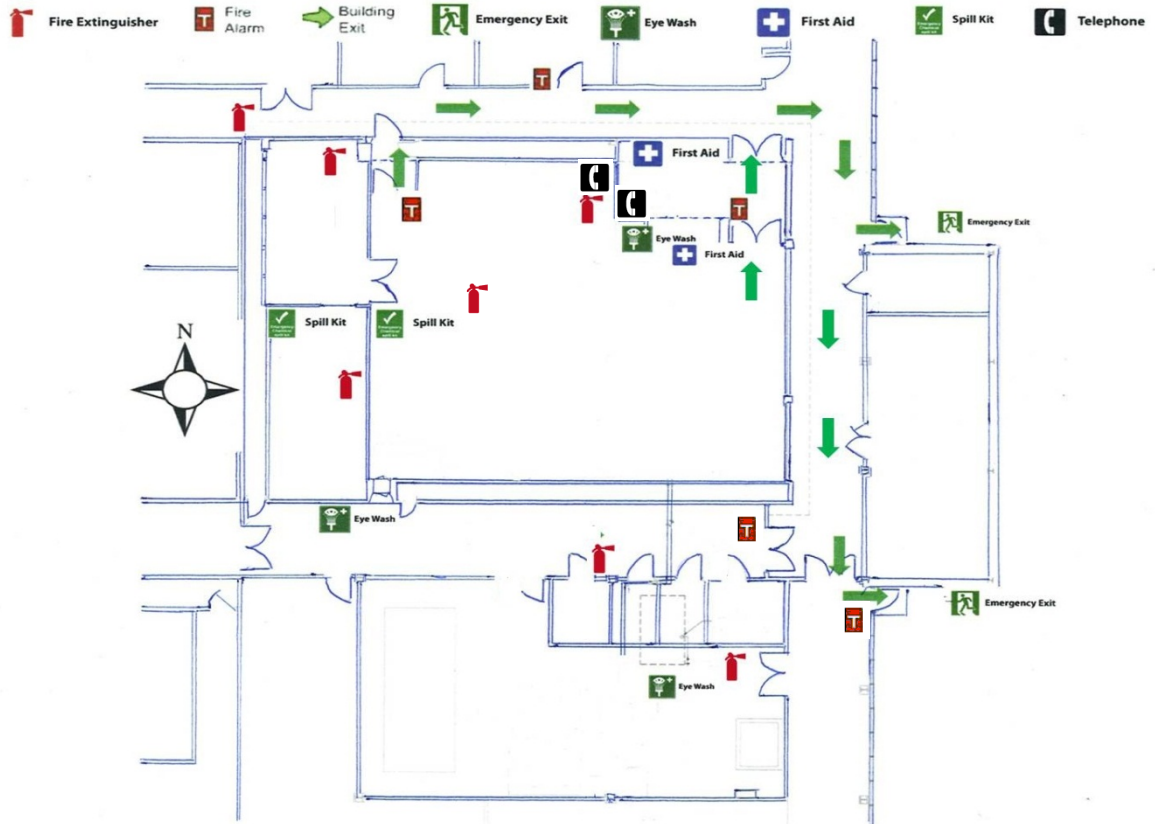 Fire Extinguisher
Fire
Alarm
Building
Exit
Emergency Exit
Eye Wash
First Aid
Spill Kit
Telephone
First Aid
Emergency Exit
Eye Wash
First Aid
Spill Kit
Spill Kit
N
Eye Wash
Emergency Exit
Eye Wash